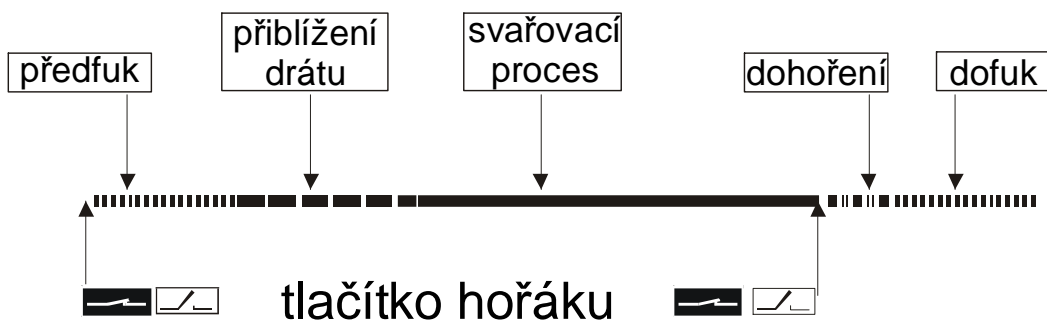 předfuk
přiblížení
drátu
svařovací
proces
dohoření
dofuk
tlačítko hořáku